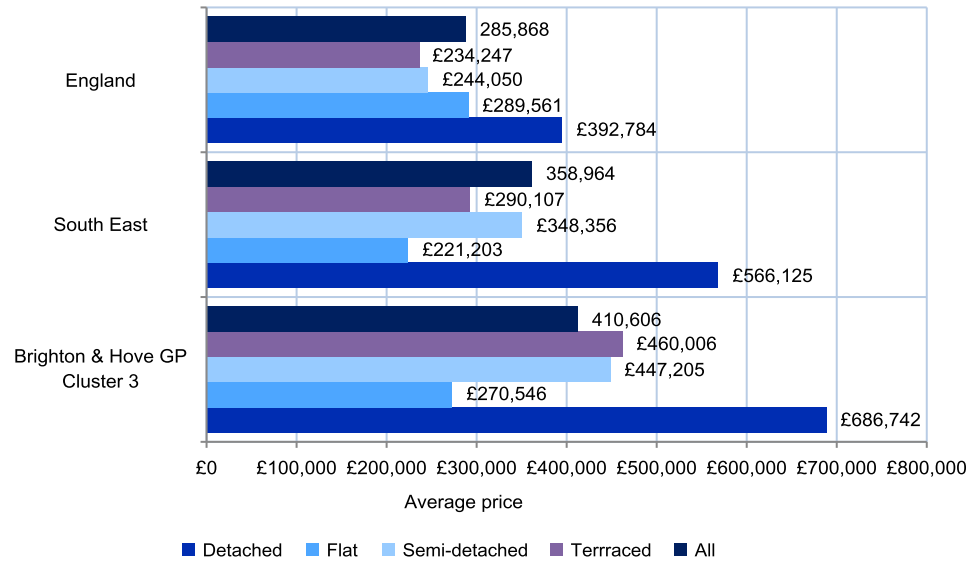 285,868
£234,247
England
£244,050
£289,561
£392,784
358,964
£290,107
South East
£348,356
£221,203
£566,125
410,606
£460,006
Brighton & Hove GP
Cluster 3
£447,205
£270,546
£686,742
£0 £100,000 £200,000 £300,000 £400,000 £500,000 £600,000 £700,000 £800,000
Average price
Detached Flat Semi-detached Terrraced All